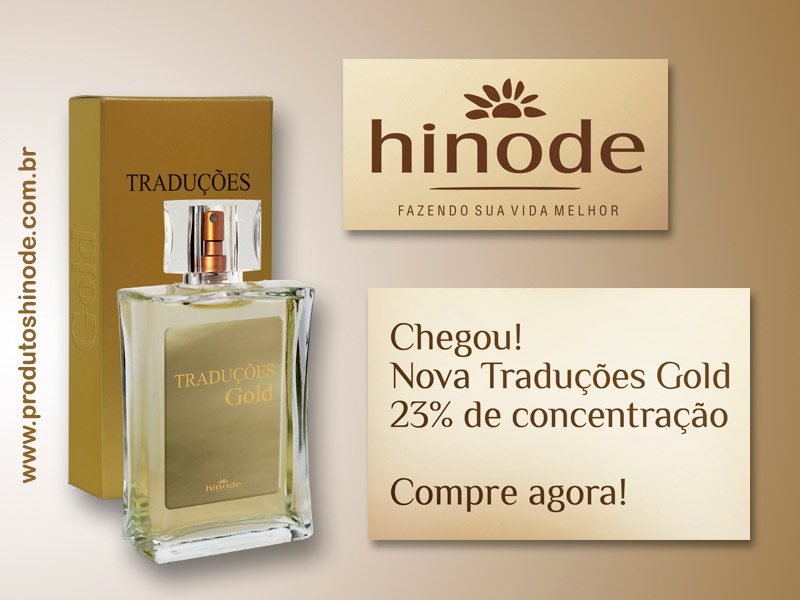 www.produtoshinode.com.br
TRADUÇÕES
Gold
TRADUÇÕES
Gold
hinode
hinode
FAZENDO SUA VIDA MELHOR
Chegou!
Nova Traduções Gold
23% de concentração
Compre agora!